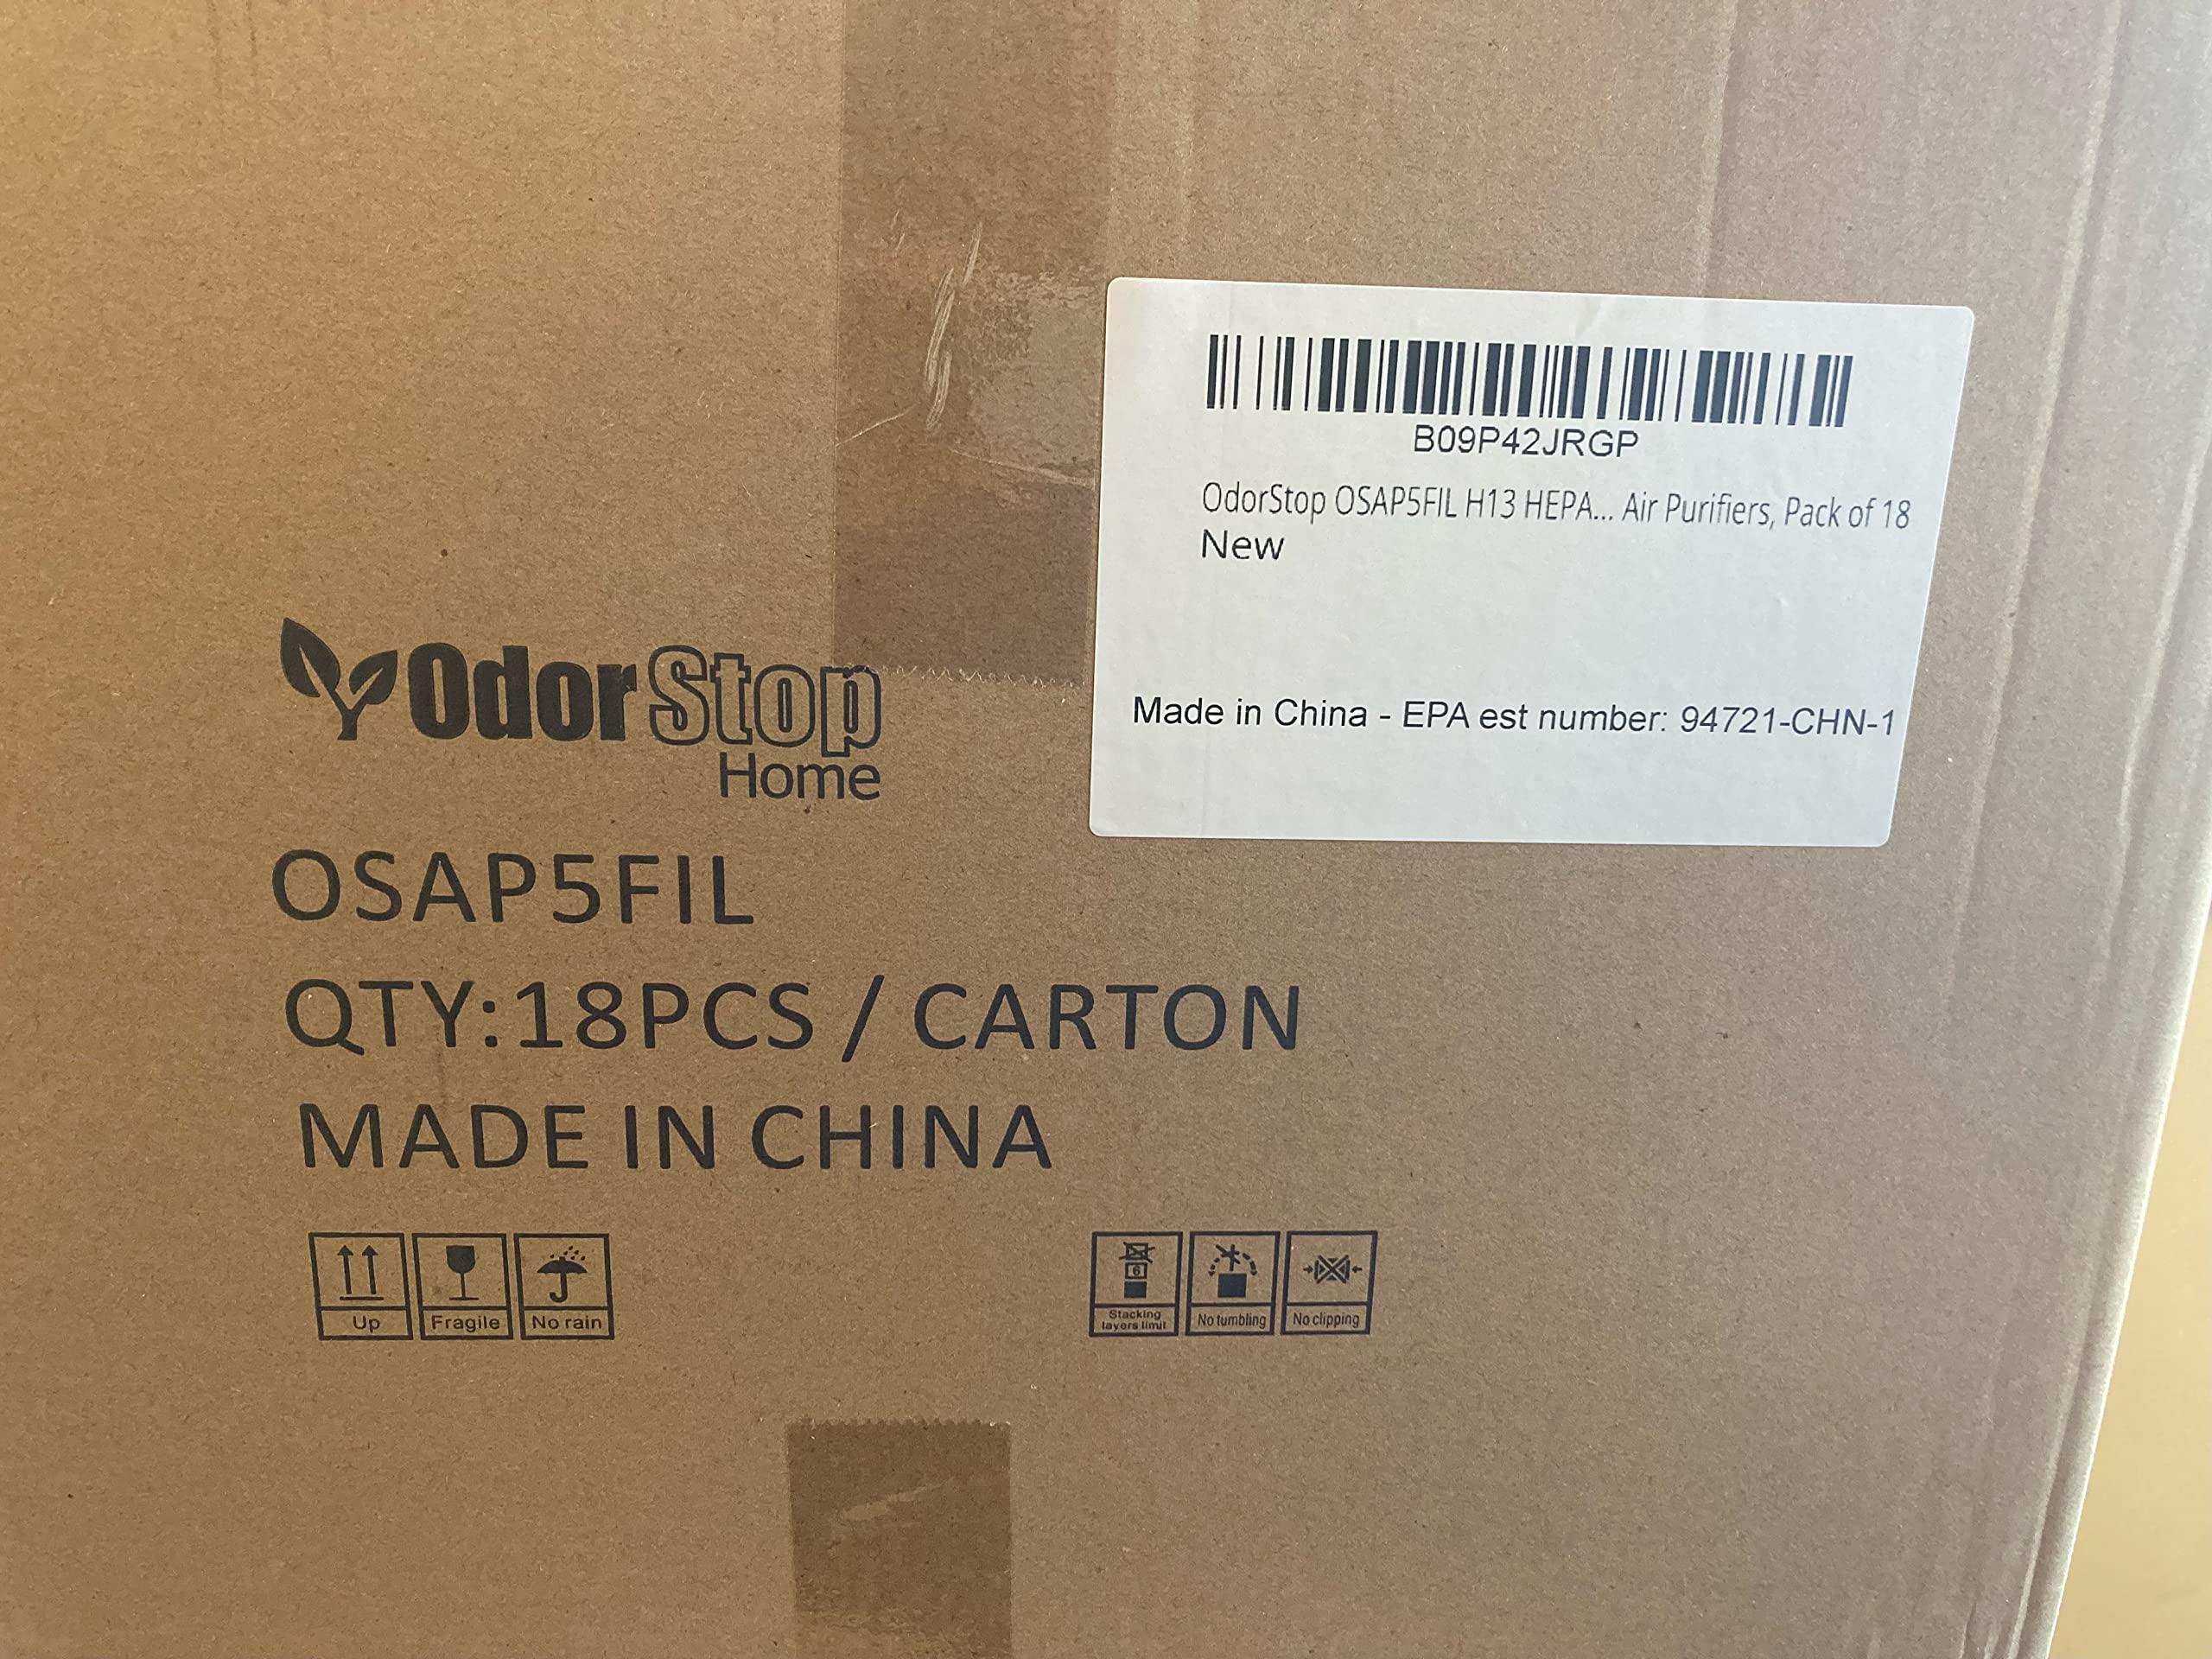 B09P42JRGP
OdorStop OSAP5FIL H13 HEPA... Air Purifiers, Pack of 18
New
Made in China - EPA est number: 94721-CHN-1
OdorStop
Home
OSAP5FIL
QTY:18PCS / CARTON
MADE IN CHINA
Up
Fragile
No rain
6
Stacking
layers limit
No tumbling
No clipping